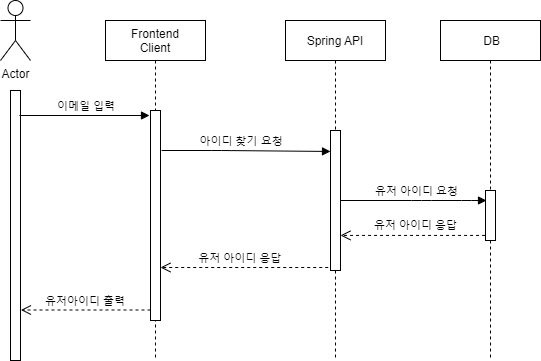 Actor
Frontend
Client
Spring API
DB
이메일 입력
아이디 찾기 요청
유저 아이디 요청
유저 아이디 응답
유저 아이디 응답
유저아이디 출력